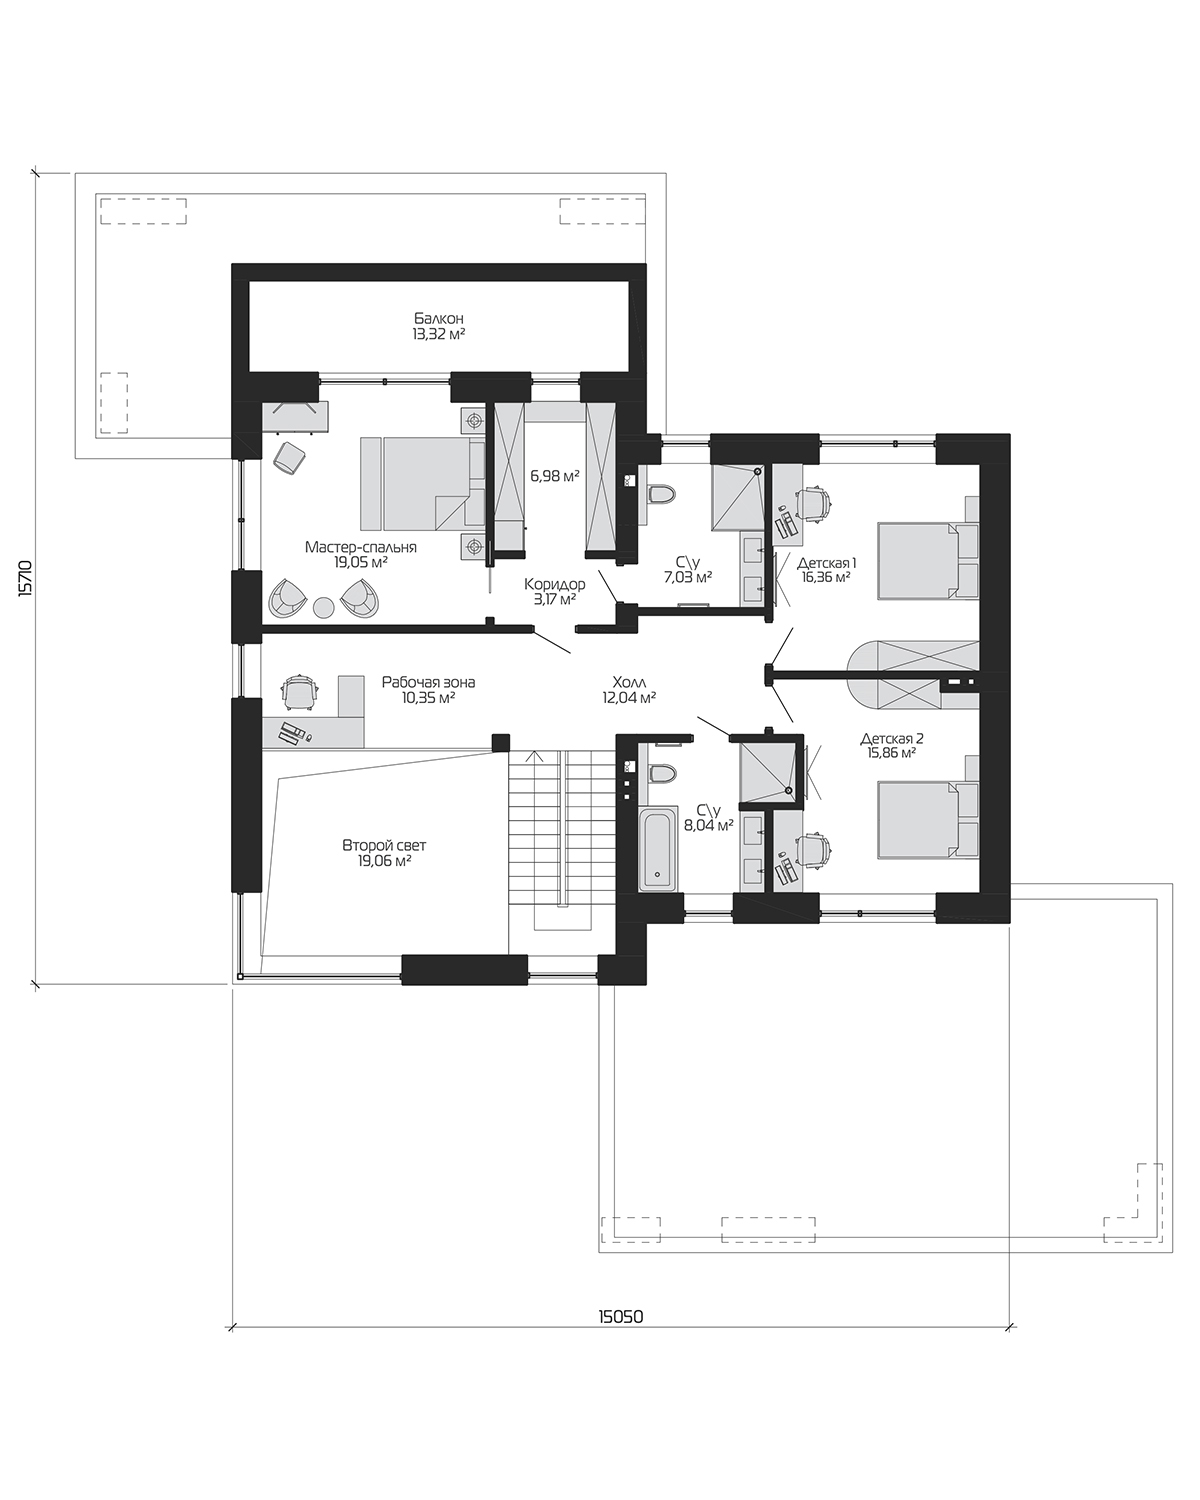 Балкон
13,32 м²
6,98 м²
Мастер-спальня
19,05 м²
С\у
7,03 м²
Детская 1
16,36 м²
Коридор
3,17 м²
15710
Рабочая зона
10,35 м²
Холл
12,04 м²
Детская 2
15,86 м²
С\у
8,04 м²
Второй свет
19,06 м²
15050